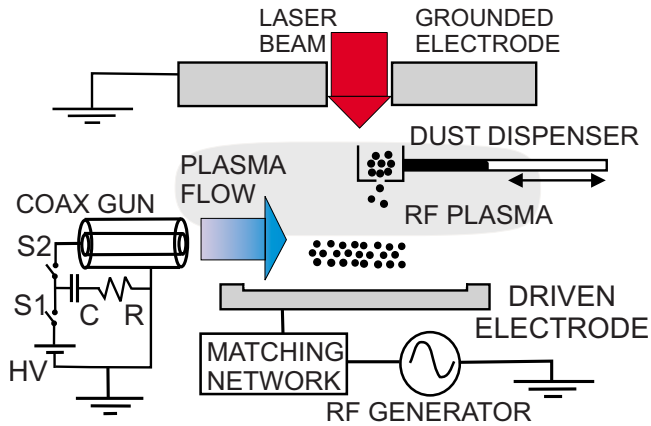 LASER
BEAM
GROUNDED
ELECTRODE
DUST DISPENSER
PLASMA
FLOW
RF PLASMA
COAX GUN
S2
S1
C
R
HV
DRIVEN
ELECTRODE
MATCHING
NETWORK
RF GENERATOR